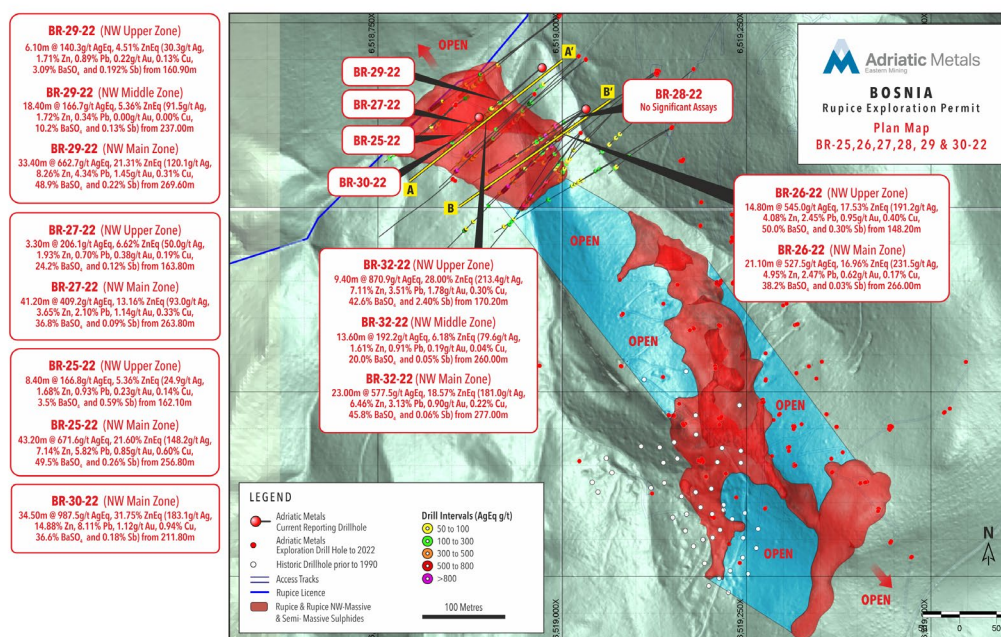 BR-29-22 (NW Upper Zone)
6.10m @ 140.3g/t AgEq, 4.51% ZnEq (30.3g/t Ag,
1.71% Zn, 0.89% Pb, 0.22g/t Au, 0.13% Cu,
3.09% BaSO₄ and 0.192% Sb) from 160.90m
BR-29-22 (NW Middle Zone)
18.40m @ 166.7g/t AgEq, 5.36% ZnEq (91.5g/t Ag,
1.72% Zn, 0.34% Pb, 0.00g/t Au, 0.00% Cu,
10.2% BaSO₄ and 0.13% Sb) from 237.00m
BR-29-22 (NW Main Zone)
33.40m @ 662.7g/t AgEq, 21.31% ZnEq (120.1g/t Ag,
8.26% Zn, 4.34% Pb, 1.45g/t Au, 0.31% Cu,
48.9% BaSO₄ and 0.22% Sb) from 269.60m
BR-27-22 (NW Upper Zone)
3.30m @ 206.1g/t AgEq, 6.62% ZnEq (50.0g/t Ag,
1.93% Zn, 0.70% Pb, 0.38g/t Au, 0.19% Cu,
24.2% BaSO₄ and 0.12% Sb) from 163.80m
BR-27-22 (NW Main Zone)
41.20m @ 409.2g/t AgEq, 13.16% ZnEq (93.0g/t Ag,
3.65% Zn, 2.10% Pb, 1.14g/t Au, 0.33% Cu,
36.8% BaSO₄ and 0.09% Sb) from 263.80m
BR-25-22 (NW Upper Zone)
8.40m @ 166.8g/t AgEq, 5.36% ZnEq (24.9g/t Ag,
1.68% Zn, 0.93% Pb, 0.23g/t Au, 0.14% Cu,
3.5% BaSO₄ and 0.59% Sb) from 162.10m
BR-25-22 (NW Main Zone)
43.20m @ 671.6g/t AgEq, 21.60% ZnEq (148.2g/t Ag,
7.14% Zn, 5.82% Pb, 0.85g/t Au, 0.60% Cu,
49.5% BaSO₄ and 0.26% Sb) from 256.80m
BR-30-22 (NW Main Zone)
34.50m @ 987.5g/t AgEq, 31.75% ZnEq (183.1g/t Ag,
14.88% Zn, 8.11% Pb, 1.12g/t Au, 0.94% Cu,
36.6% BaSO₄ and 0.18% Sb) from 211.80m
6,518,750X
6,519,000X
OPEN
A'
B'
BR-29-22
BR-27-22
BR-25-22
BR-30-22
A
B
BR-28-22
No Significant Assays
Adriatic Metals
Eastern Mining
BOSNIA
Rupice Exploration Permit
Plan Map
BR-25,26,27,28, 29 & 30-22
BR-26-22 (NW Upper Zone)
14.80m @ 545.0g/t AgEq, 17.53% ZnEq (191.2g/t Ag,
4.08% Zn, 2.45% Pb, 0.95g/t Au, 0.40% Cu,
50.0% BaSO₄ and 0.30% Sb) from 148.20m
BR-26-22 (NW Main Zone)
21.10m @ 527.5g/t AgEq, 16.96% ZnEq (231.5g/t Ag,
4.95% Zn, 2.47% Pb, 0.62g/t Au, 0.17% Cu,
38.2% BaSO₄ and 0.03% Sb) from 266.00m
BR-32-22 (NW Upper Zone)
9.40m @ 870.9g/t AgEq, 28.00% ZnEq (213.4g/t Ag,
7.11% Zn, 3.51% Pb, 1.78g/t Au, 0.30% Cu,
42.6% BaSO₄ and 2.40% Sb) from 170.20m
BR-32-22 (NW Middle Zone)
13.60m @ 192.2g/t AgEq, 6.18% ZnEq (79.6g/t Ag,
1.61% Zn, 0.91% Pb, 0.19g/t Au, 0.04% Cu,
20.0% BaSO₄ and 0.05% Sb) from 260.00m
BR-32-22 (NW Main Zone)
23.00m @ 577.5g/t AgEq, 18.57% ZnEq (181.0g/t Ag,
6.46% Zn, 3.13% Pb, 0.90g/t Au, 0.22% Cu,
45.8% BaSO₄ and 0.06% Sb) from 277.00m
OPEN
OPEN
OPEN
OPEN
OPEN
LEGEND
Adriatic Metals
Current Reporting Drillhole
Adriatic Metals
Exploration Drill Hole to 2022
Historic Drillhole prior to 1990
Access Tracks
Rupice Licence
Rupice & Rupice NW-Massive
& Semi- Massive Sulphides
Drill Intervals (AgEq g/t)
50 to 100
100 to 300
300 to 500
500 to 800
>800
100 Metres
N
6,519,000X
6,519,250X
50
0